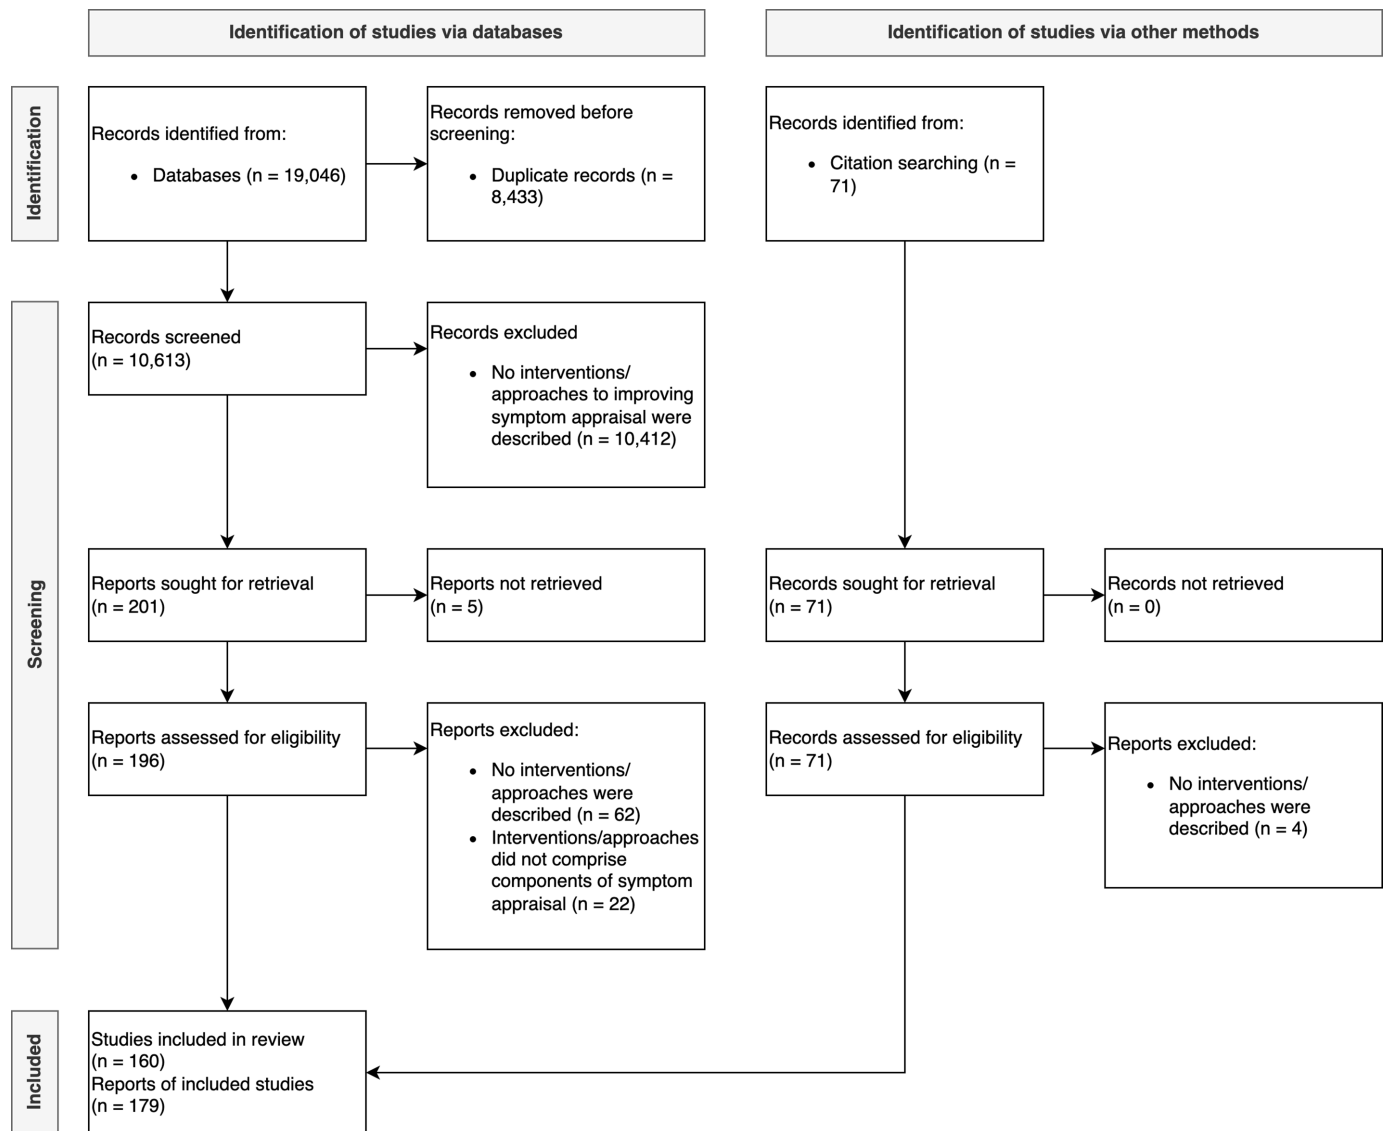 Identification of studies via databases
Identification of studies via other methods
Identification
Records identified from:
• Databases (n = 19,046)
Records removed before
screening:
• Duplicate records (n =
8,433)
Records identified from:
• Citation searching (n =
71)
Screening
Records screened
(n = 10,613)
Records excluded
• No interventions/
approaches to improving
symptom appraisal were
described (n = 10,412)
Reports sought for retrieval
(n = 201)
Reports not retrieved
(n = 5)
Records sought for retrieval
(n = 71)
Records not retrieved
(n = 0)
Reports assessed for eligibility
(n = 196)
Reports excluded:
• No interventions/
approaches were
described (n = 62)
• Interventions/approaches
did not comprise
components of symptom
appraisal (n = 22)
Records assessed for eligibility
(n = 71)
Reports excluded:
• No interventions/
approaches were
described (n = 4)
Included
Studies included in review
(n = 160)
Reports of included studies
(n = 179)